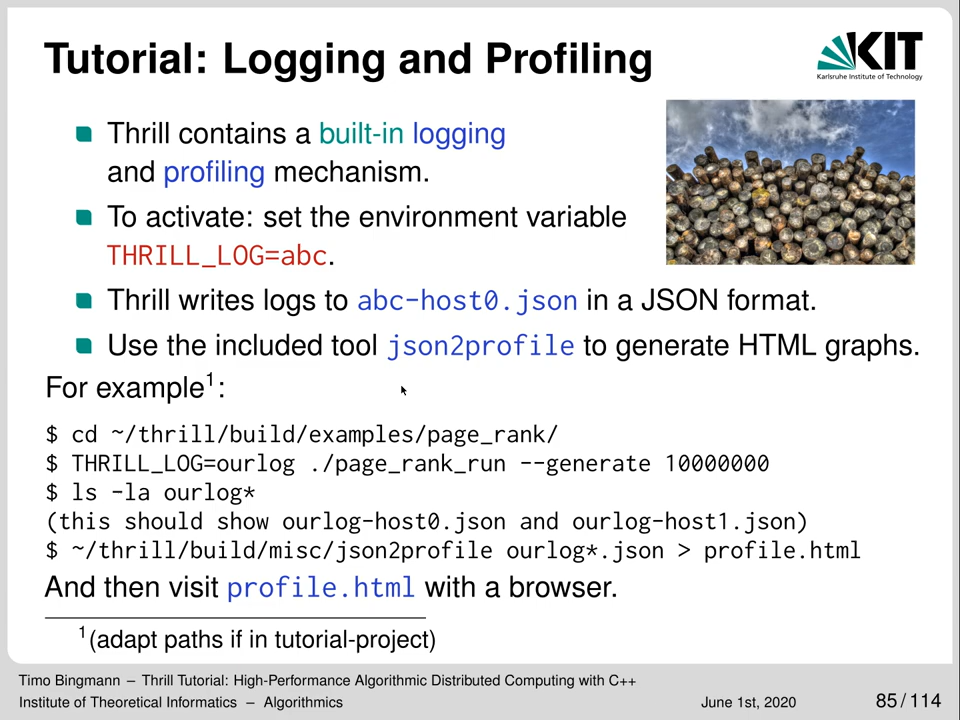 Tutorial: Logging and Profiling
KIT
Karlsruhe Institute of Technology
Thrill contains a built-in logging
and profiling mechanism.
To activate: set the environment variable
THRILL_LOG=abc.
Thrill writes logs to abc-host0.json in a JSON format.
Use the included tool json2profile to generate HTML graphs.
For example1:
$ cd ~/thrill/build/examples/page_rank/
$ THRILL_LOG=ourlog ./page_rank_run --generate 10000000
$ ls -la ourlog*
(this should show ourlog-host0.json and ourlog-host1.json)
$ ~/thrill/build/misc/json2profile ourlog*.json > profile.html
And then visit profile.html with a browser.
1(adapt paths if in tutorial-project)
Timo Bingmann – Thrill Tutorial: High-Performance Algorithmic Distributed Computing with C++
Institute of Theoretical Informatics – Algorithmics June 1st, 2020 85 / 114